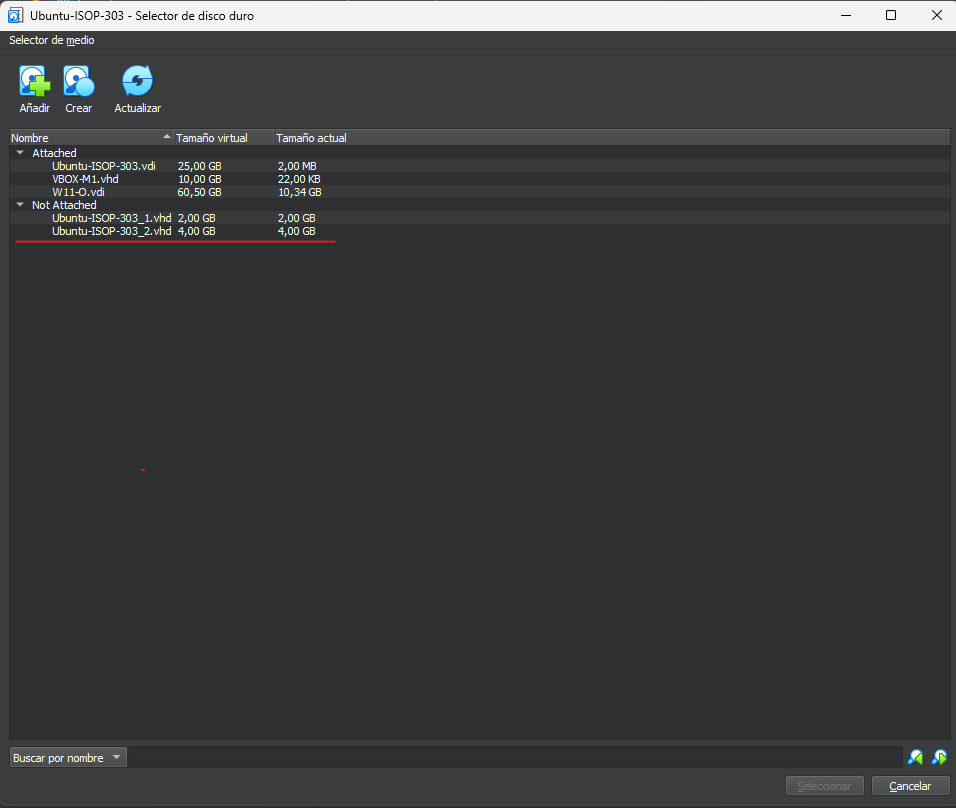 Ubuntu-ISOP-303 - Selector de disco duro
Selector de medio
Añadir Crear Actualizar
Nombre Tamaño virtual Tamaño actual
Attached
Ubuntu-ISOP-303.vdi 25,00 GB 2,00 MB
VBOX-M1.vhd 10,00 GB 22,00 KB
W11-O.vdi 60,50 GB 10,34 GB
Not Attached
Ubuntu-ISOP-303_1.vhd 2,00 GB 2,00 GB
Ubuntu-ISOP-303_2.vhd 4,00 GB 4,00 GB
Buscar por nombre
Seleccionar Cancelar